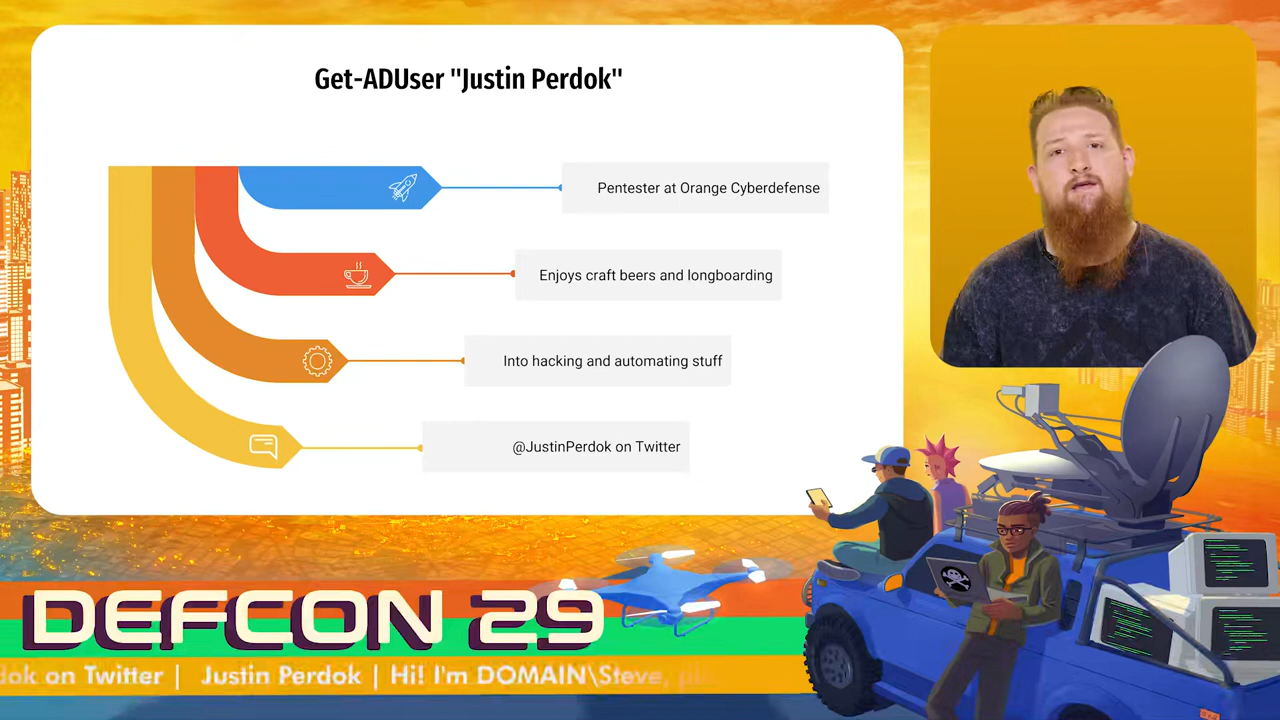 Get-ADUser "Justin Perdok"
Pentester at Orange Cyberdefense
Enjoys craft beers and longboarding
Into hacking and automating stuff
@JustinPerdok on Twitter
DEFCON 29
dok on Twitter | Justin Perdok | Hi! I'm DOMAIN\Steve,